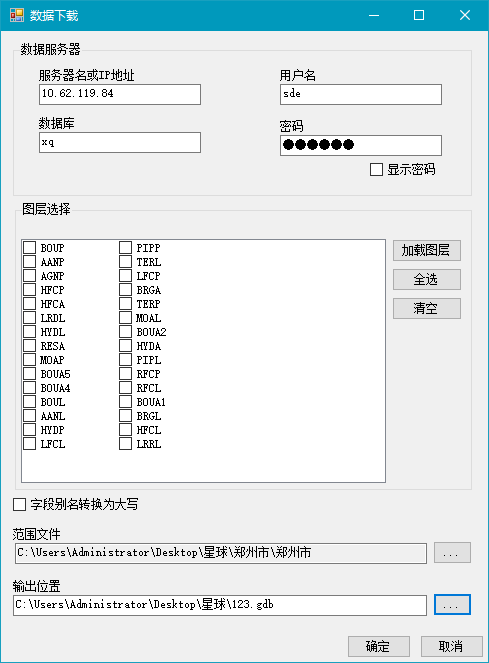 数据下载
数据服务器
服务器名或IP地址
用户名
10.62.119.84
sde
数据库
密码
xq
●●●●●●
显示密码
图层选择
BOUP PIPP
AANP TERL
AGNP LFCP
HFCP BRGA
HFCA TERP
LRDL MOAL
HYDL BOUA2
RESA HYDA
MOAP PIPL
BOUA5 RFCP
BOUA4 RFCL
BOUL BOUA1
AANL BRGL
HYDP HFCL
LFCL LRRL
加载图层
全选
清空
字段别名转换为大写
范围文件
C:\Users\Administrator\Desktop\星球\郑州市\郑州市
...
输出位置
C:\Users\Administrator\Desktop\星球\123.gdb
...
确定
取消